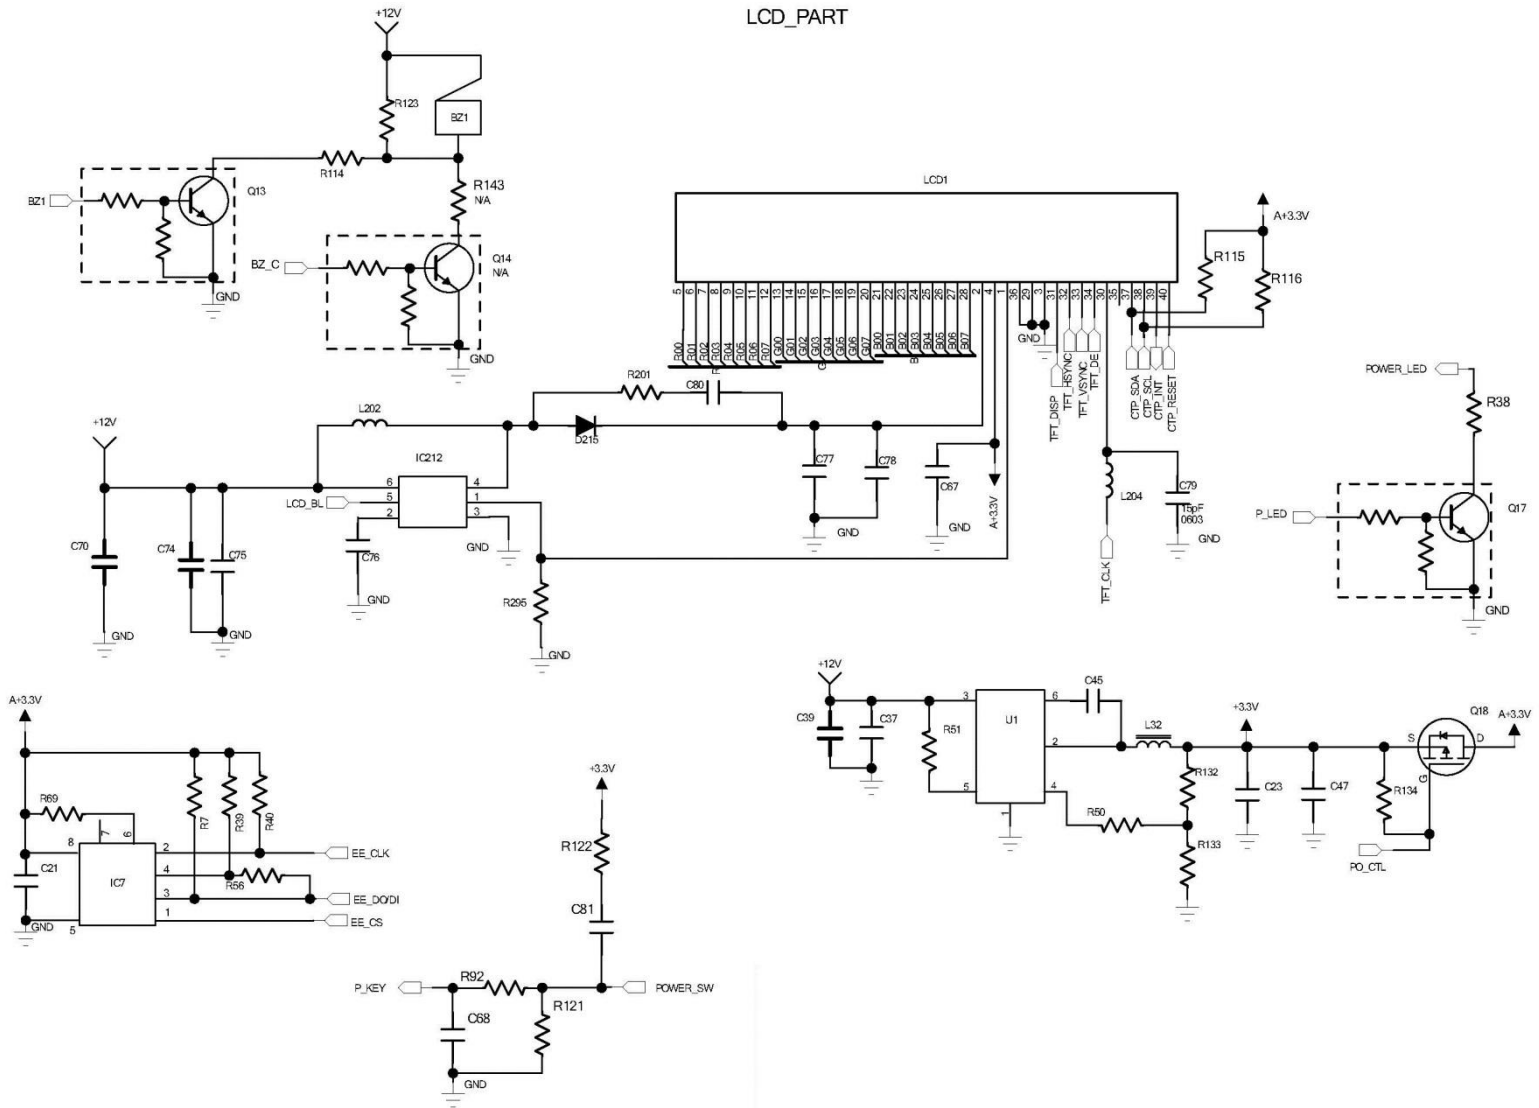 LCD_PART
+12V
R123
BZ1
R114
R143
N/A
Q13
BZ1
GND
Q14
N/A
BZ_C
GND
LCD1
5 6 7 8 9 10 11 12 13 14 15 16 17 18 19 20 21 22 23 24 25 26 27 28 2 4 1 36 29 3 31 32 33 34 30 35 37 38 39 40
R00 R01 R02 R03 R04 R05 R06 R07 G00 G01 G02 G03 G04 G05 G06 G07 B00 B01 B02 B03 B04 B05 B06 B07
R G B
GND
TFT_DISP
TFT_HSYNC
TFT_VSYNC
TFT_DE
CTP_SDA
CTP_SCL
CTP_INT
CTP_RESET
A+3.3V
R115
R116
R201
C80
L202
D215
+12V
IC212
LCD_BL
6 5 2
4 1 3
C70
C74
C75
C76
GND
GND
GND
GND
R295
GND
C77
C78
GND
C67
GND
A+3.3V
L204
C79
15pF
0603
GND
TFT_CLK
POWER_LED
R38
P_LED
Q17
GND
A+3.3V
R69
R7
R39
R40
8 7 6
IC7
5
2 4 3 1
C21
GND
R56
EE_CLK
EE_DO/DI
EE_CS
+3.3V
R122
C81
P_KEY
R92
POWER_SW
R121
C68
GND
+12V
C39
C37
R51
U1
3 5 1
6 2 4
C45
L32
R50
R132
R133
+3.3V
C23
C47
R134
S
D
G
Q18
A+3.3V
PO_CTL